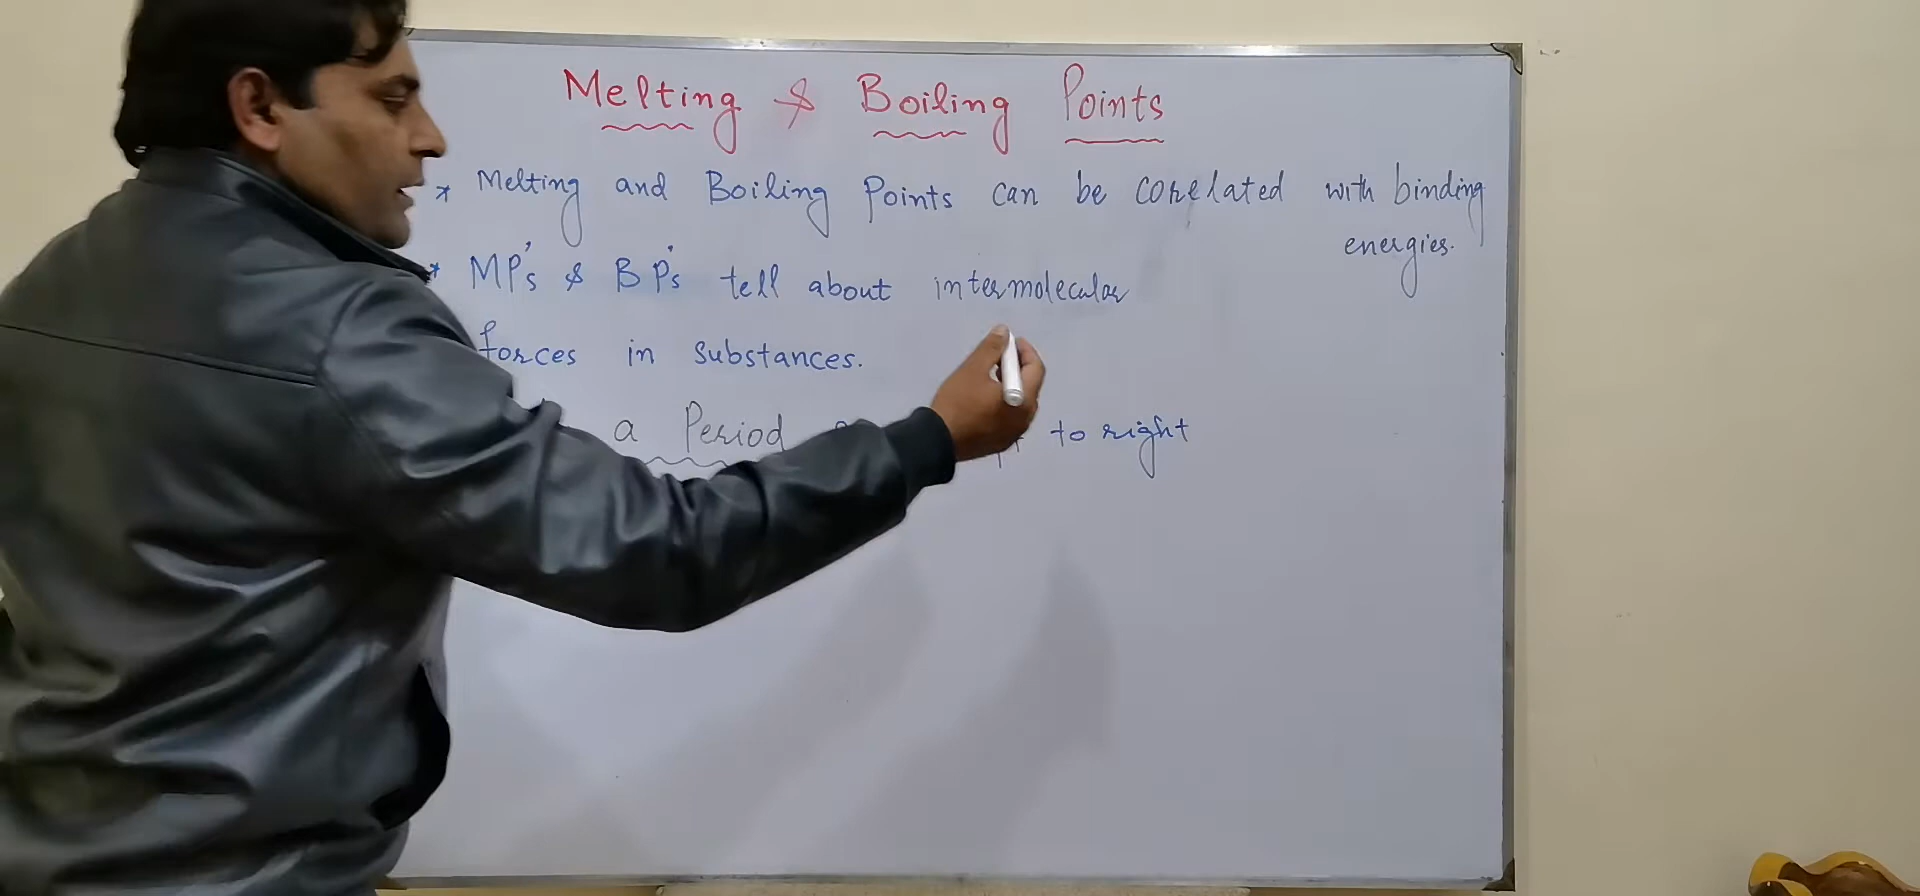 Melting & Boiling Points
* Melting and Boiling Points can be corelated with binding
energies.
* MP's & BP's tell about intermolecular
forces in substances.
a Period to right